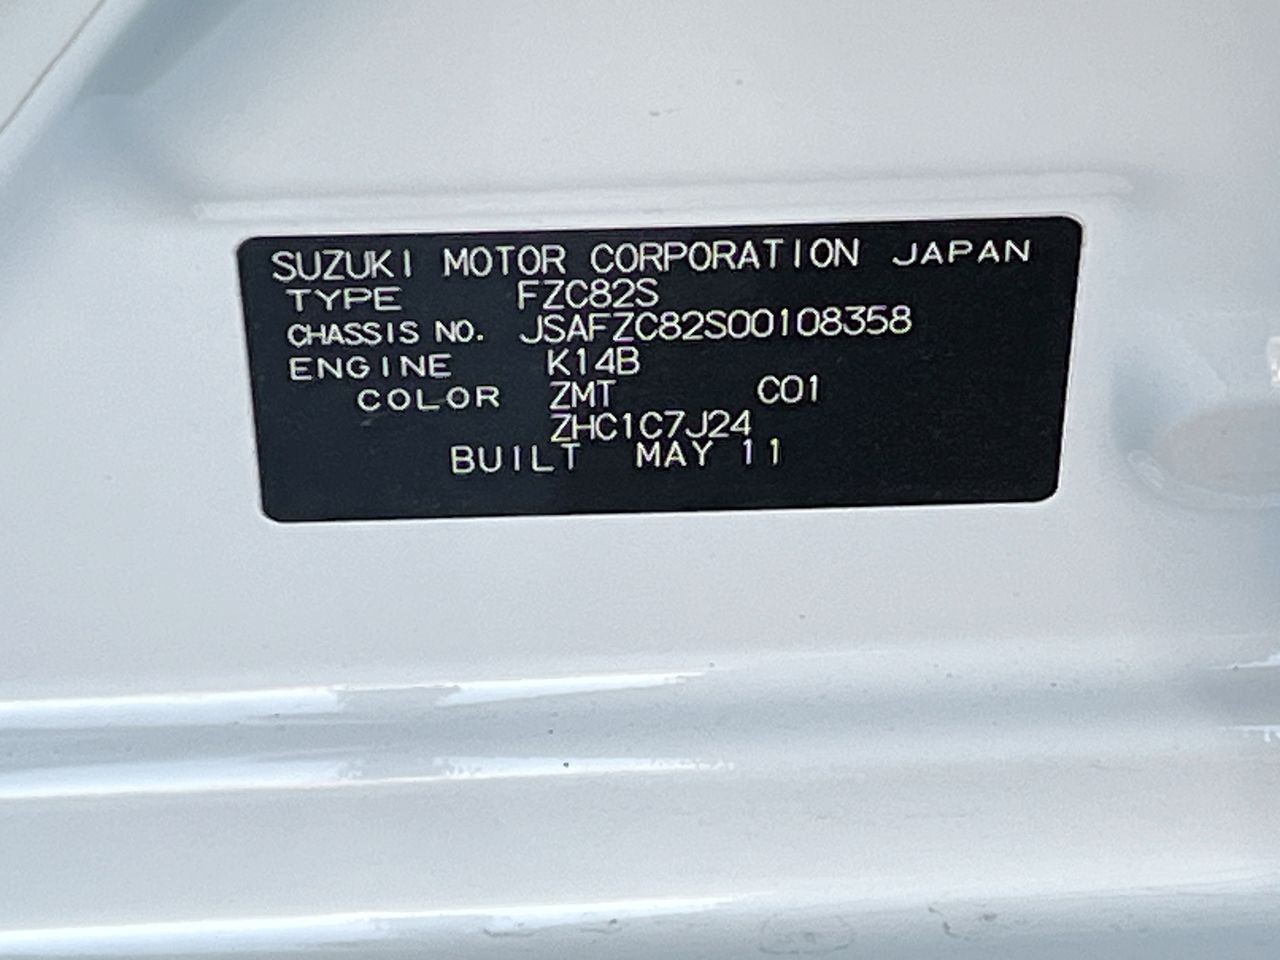 SUZUKI MOTOR CORPORATION JAPAN
TYPE FZC82S
CHASSIS NO. JSAFZC82S00108358
ENGINE K14B
COLOR ZMT C01
ZHC1C7J24
BUILT MAY 11